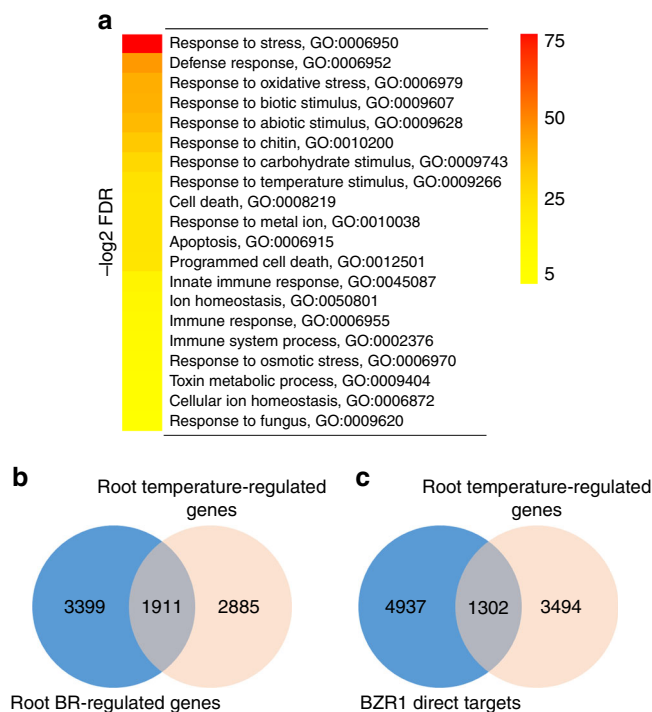 a
–log2 FDR
Response to stress, GO:0006950
Defense response, GO:0006952
Response to oxidative stress, GO:0006979
Response to biotic stimulus, GO:0009607
Response to abiotic stimulus, GO:0009628
Response to chitin, GO:0010200
Response to carbohydrate stimulus, GO:0009743
Response to temperature stimulus, GO:0009266
Cell death, GO:0008219
Response to metal ion, GO:0010038
Apoptosis, GO:0006915
Programmed cell death, GO:0012501
Innate immune response, GO:0045087
Ion homeostasis, GO:0050801
Immune response, GO:0006955
Immune system process, GO:0002376
Response to osmotic stress, GO:0006970
Toxin metabolic process, GO:0009404
Cellular ion homeostasis, GO:0006872
Response to fungus, GO:0009620
75
50
25
5
b
Root temperature-regulated
genes
3399
1911
2885
Root BR-regulated genes
c
Root temperature-regulated
genes
4937
1302
3494
BZR1 direct targets